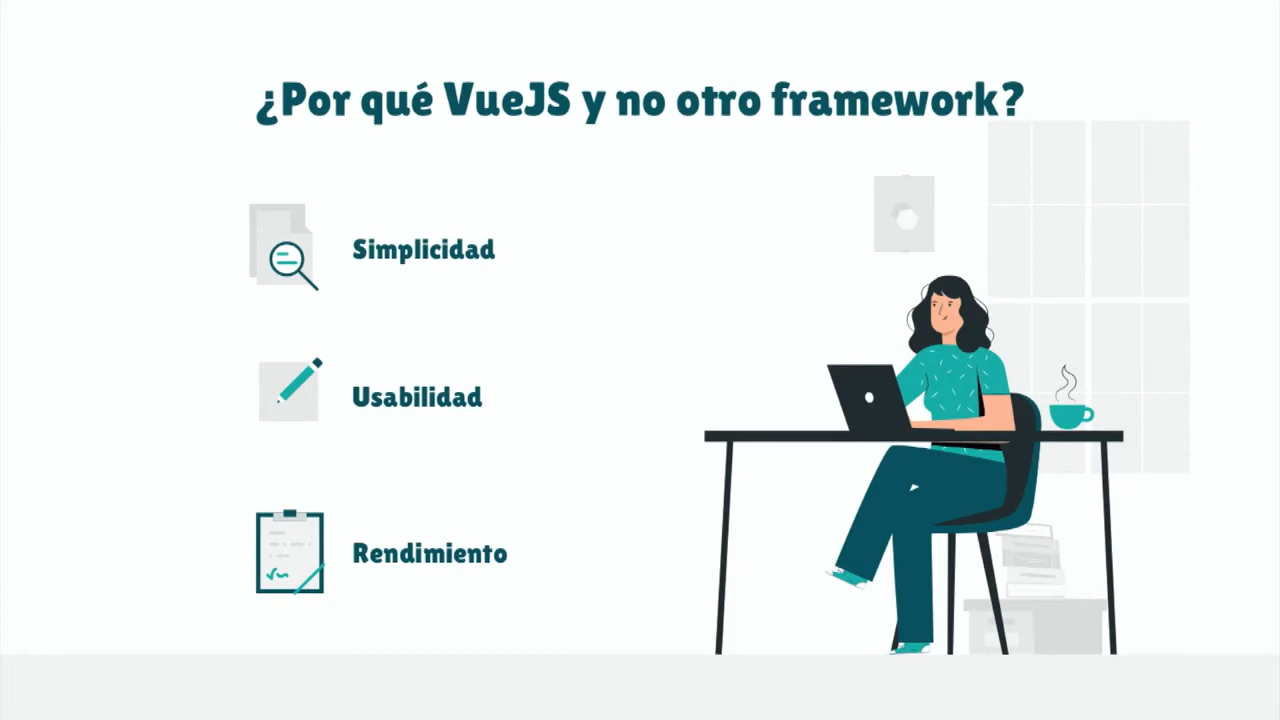 ¿Por qué VueJS y no otro framework?
Simplicidad
Usabilidad
Rendimiento